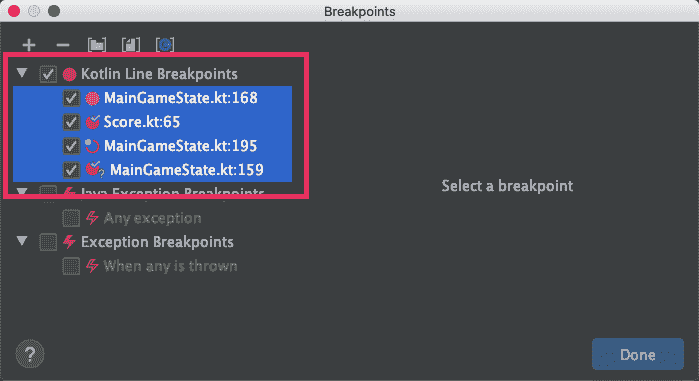 Breakpoints
Kotlin Line Breakpoints
MainGameState.kt:168
Score.kt:65
MainGameState.kt:195
MainGameState.kt:159
Java Exception Breakpoints
Any exception
Exception Breakpoints
When any is thrown
Select a breakpoint
?
Done